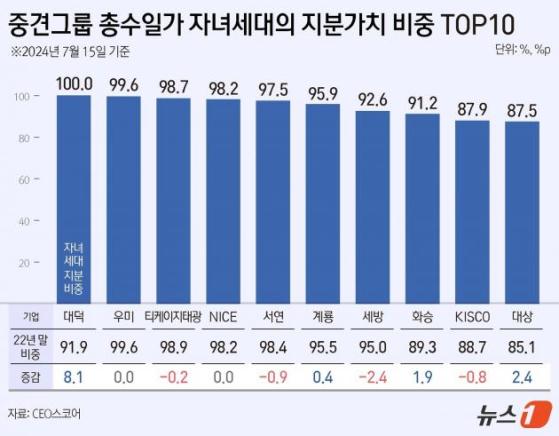 중견그룹 총수일가 자녀세대의 지분가치 비중 TOP10
※2024년 7월 15일 기준
단위: %, %p
100.0 99.6 98.7 98.2 97.5 95.9 92.6 91.2 87.9 87.5
100
80
60
40
20
자녀
세대
지분
비중
기업 대덕 우미 티케이지태광 NICE 서연 계룡 세방 화승 KISCO 대상
22년 말
비중
91.9 99.6 98.9 98.2 98.4 95.5 95.0 89.3 88.7 85.1
증감 8.1 0.0 -0.2 0.0 -0.9 0.4 -2.4 1.9 -0.8 2.4
자료: CEO스코어
뉴스1